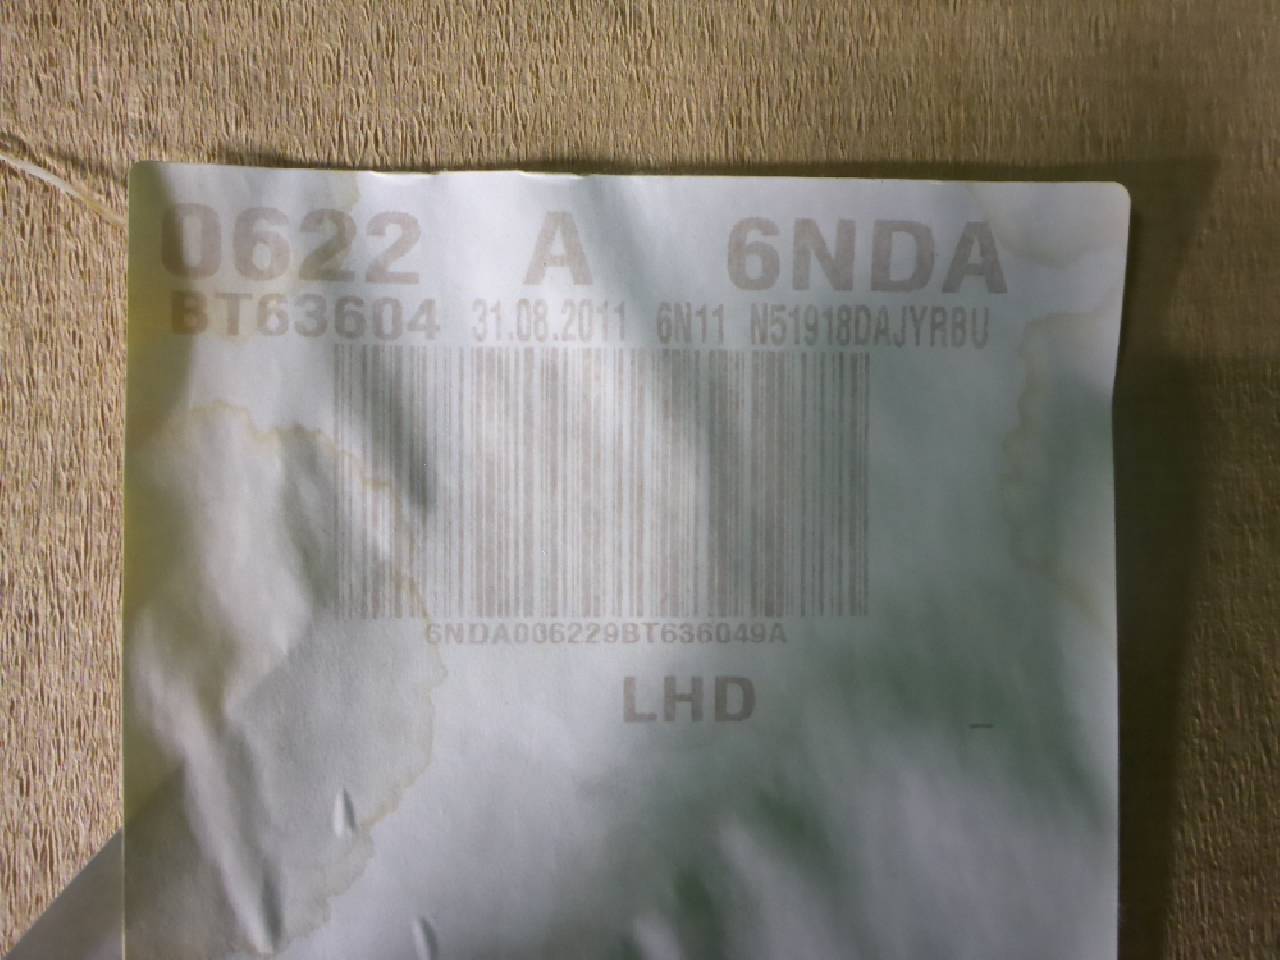 0622 A 6NDA
BT63604 31.08.2011 6N11 N51918DAJYRBU
6NDA006229BT636049A
LHD